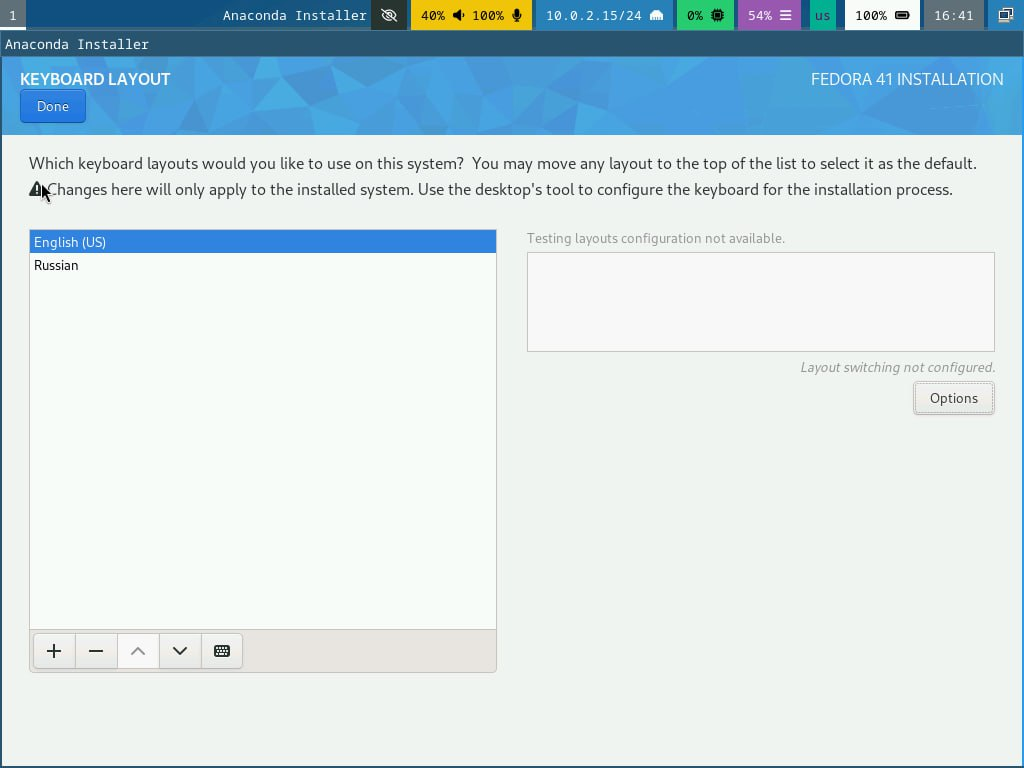 1 Anaconda Installer 40% 100% 10.0.2.15/24 0% 54% us 100% 16:41
Anaconda Installer
KEYBOARD LAYOUT FEDORA 41 INSTALLATION
Done
Which keyboard layouts would you like to use on this system?  You may move any layout to the top of the list to select it as the default.
Changes here will only apply to the installed system. Use the desktop's tool to configure the keyboard for the installation process.
English (US)
Russian
Testing layouts configuration not available.
Layout switching not configured.
Options